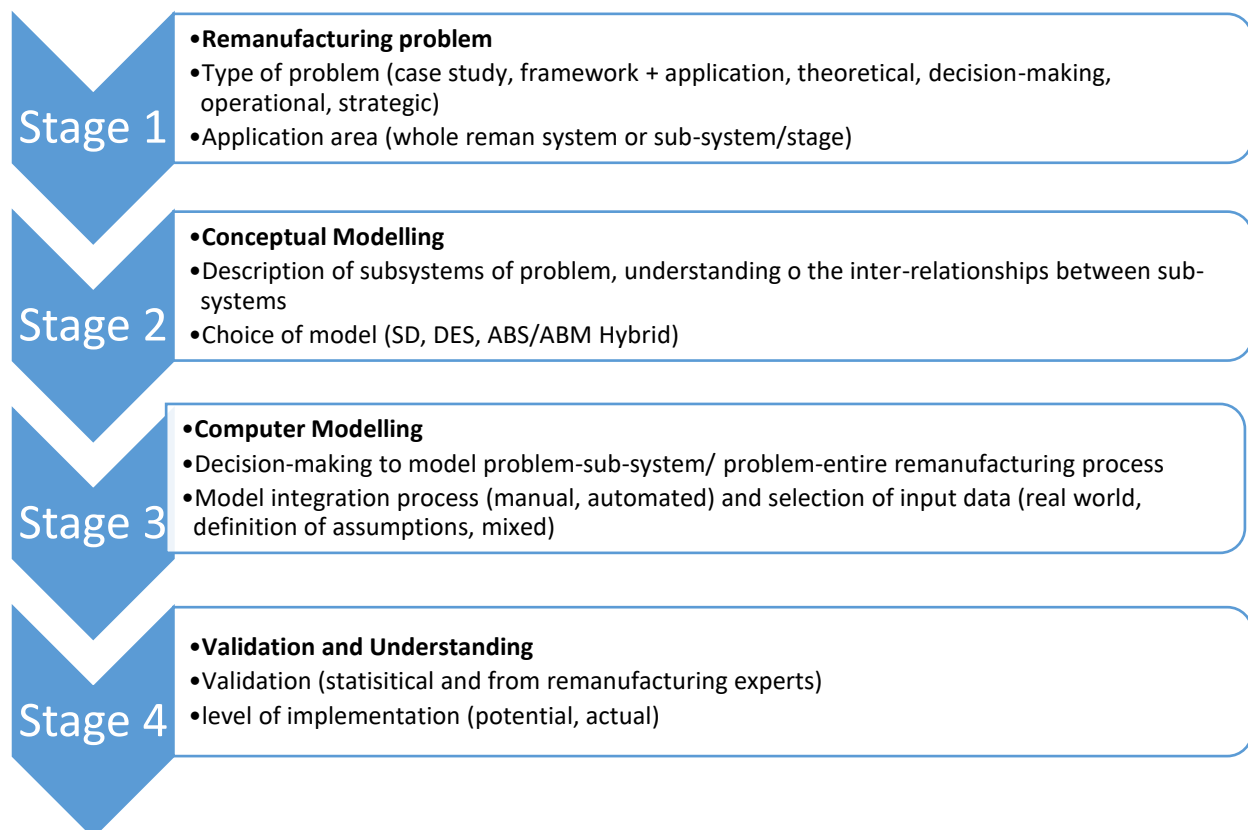 Stage 1
•Remanufacturing problem
•Type of problem (case study, framework + application, theoretical, decision-making,
operational, strategic)
•Application area (whole reman system or sub-system/stage)
Stage 2
•Conceptual Modelling
•Description of subsystems of problem, understanding o the inter-relationships between sub-
systems
•Choice of model (SD, DES, ABS/ABM Hybrid)
Stage 3
•Computer Modelling
•Decision-making to model problem-sub-system/ problem-entire remanufacturing process
•Model integration process (manual, automated) and selection of input data (real world,
definition of assumptions, mixed)
Stage 4
•Validation and Understanding
•Validation (statisitical and from remanufacturing experts)
•level of implementation (potential, actual)